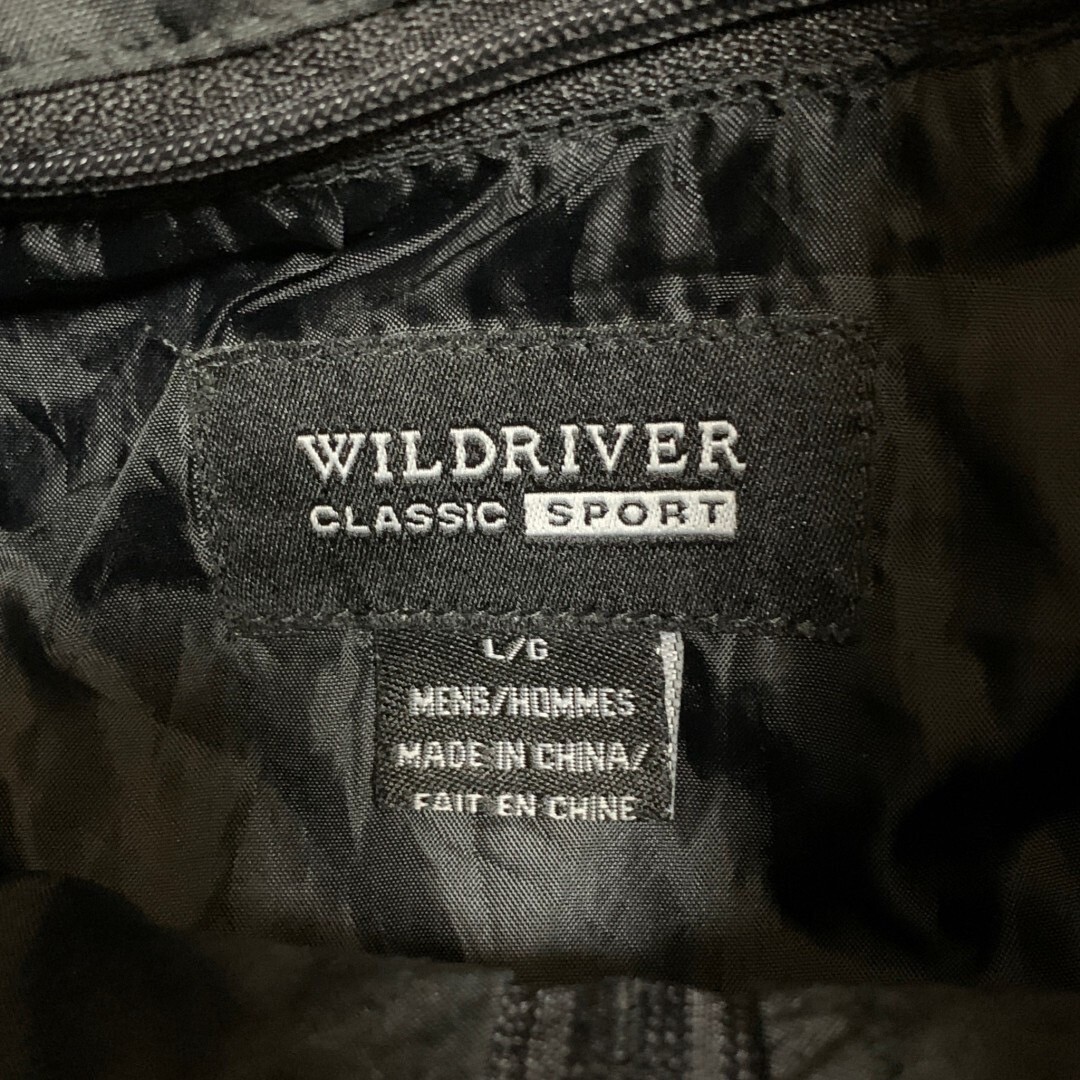 WILDRIVER
CLASSIC SPORT
L/G
MENS/HOMMES
MADE IN CHINA/
FAIT EN CHINE